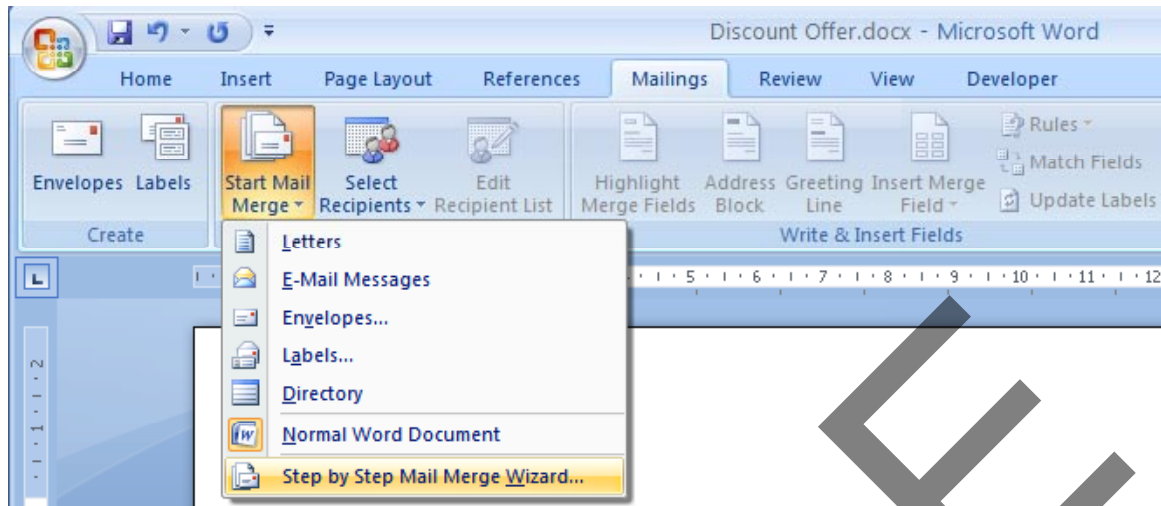 Discount Offer.docx - Microsoft Word
Home Insert Page Layout References Mailings Review View Developer
Envelopes Labels Start Mail Merge Select Recipients Edit Recipient List Highlight Merge Fields Address Block Greeting Line Insert Merge Field Rules
Match Fields
Update Labels
Create Write & Insert Fields
Letters
E-Mail Messages
Envelopes...
Labels...
Directory
Normal Word Document
Step by Step Mail Merge Wizard...
5 6 7 8 9 10 11 12
2
1